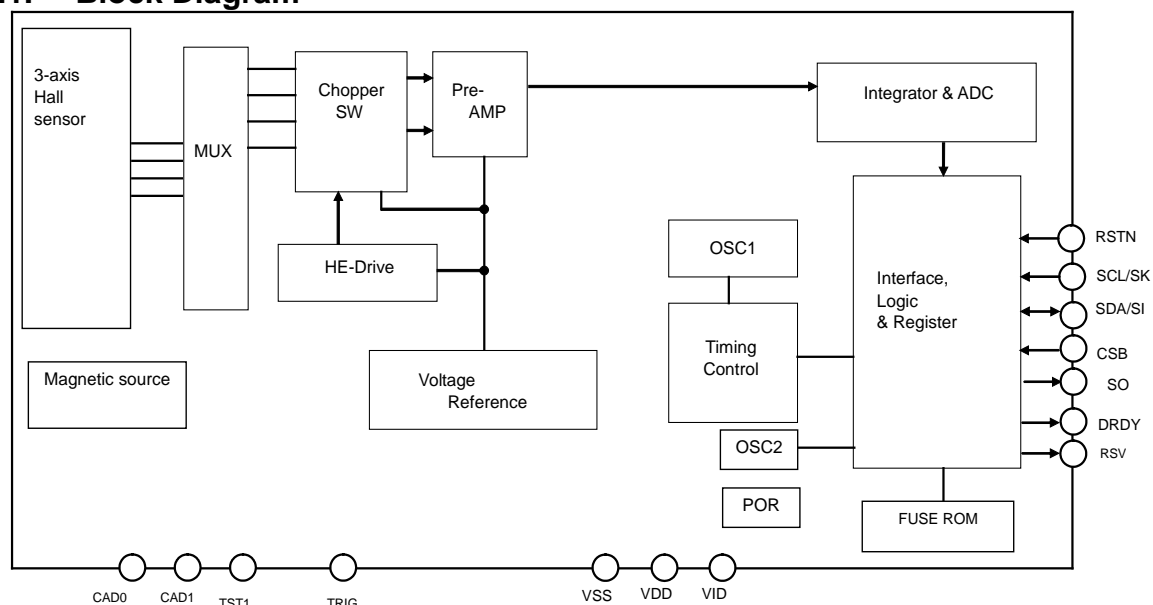 Block Diagram
3-axis
Hall
sensor
MUX
Chopper
SW
Pre-
AMP
Integrator & ADC
HE-Drive
OSC1
Interface,
Logic
& Register
Timing
Control
Magnetic source
Voltage
Reference
OSC2
POR
FUSE ROM
RSTN
SCL/SK
SDA/SI
CSB
SO
DRDY
RSV
CAD0
CAD1
TST1
TRIG
VSS
VDD
VID